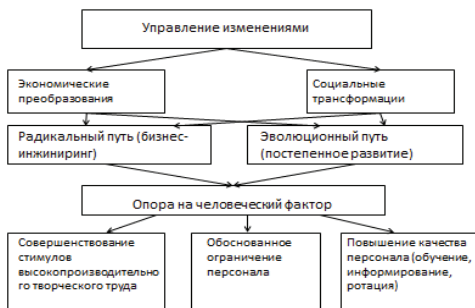 Управление изменениями
Экономические
преобразования
Социальные
трансформации
Радикальный путь (бизнес-
инжиниринг)
Эволюционный путь
(постепенное развитие)
Опора на человеческий фактор
Совершенствование
стимулов
высокопроизводительно
го творческого труда
Обоснованное
ограничение
персонала
Повышение качества
персонала (обучение,
информирование,
ротация)